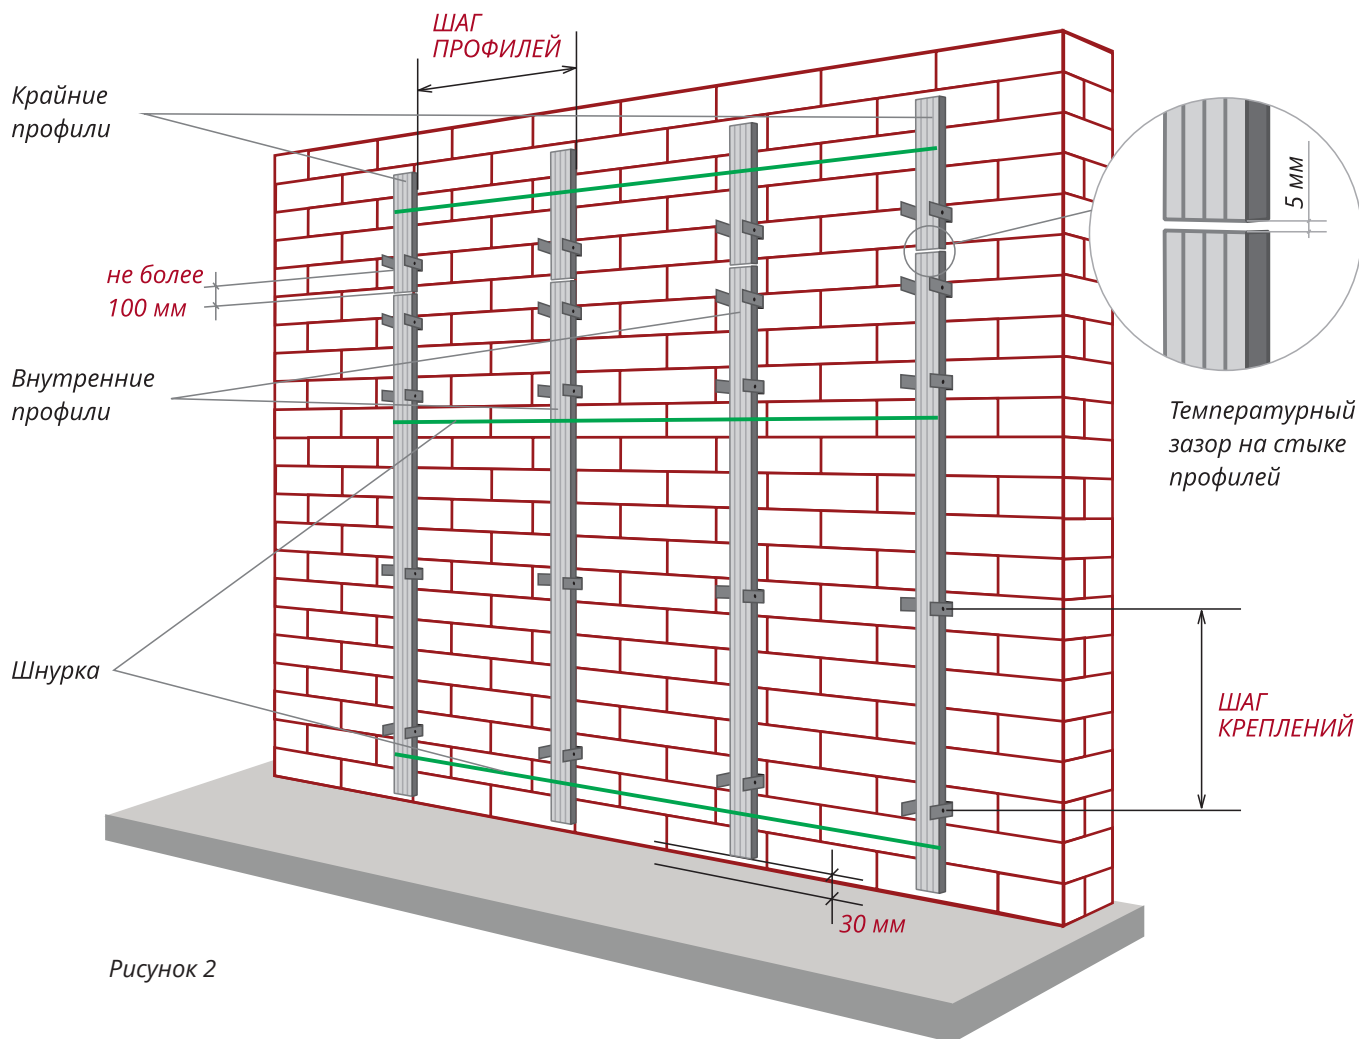 ШАГ
ПРОФИЛЕЙ
Крайние
профили
5 мм
не более
100 мм
Внутренние
профили
Температурный
зазор на стыке
профилей
Шнурка
ШАГ
КРЕПЛЕНИЙ
30 мм
Рисунок 2